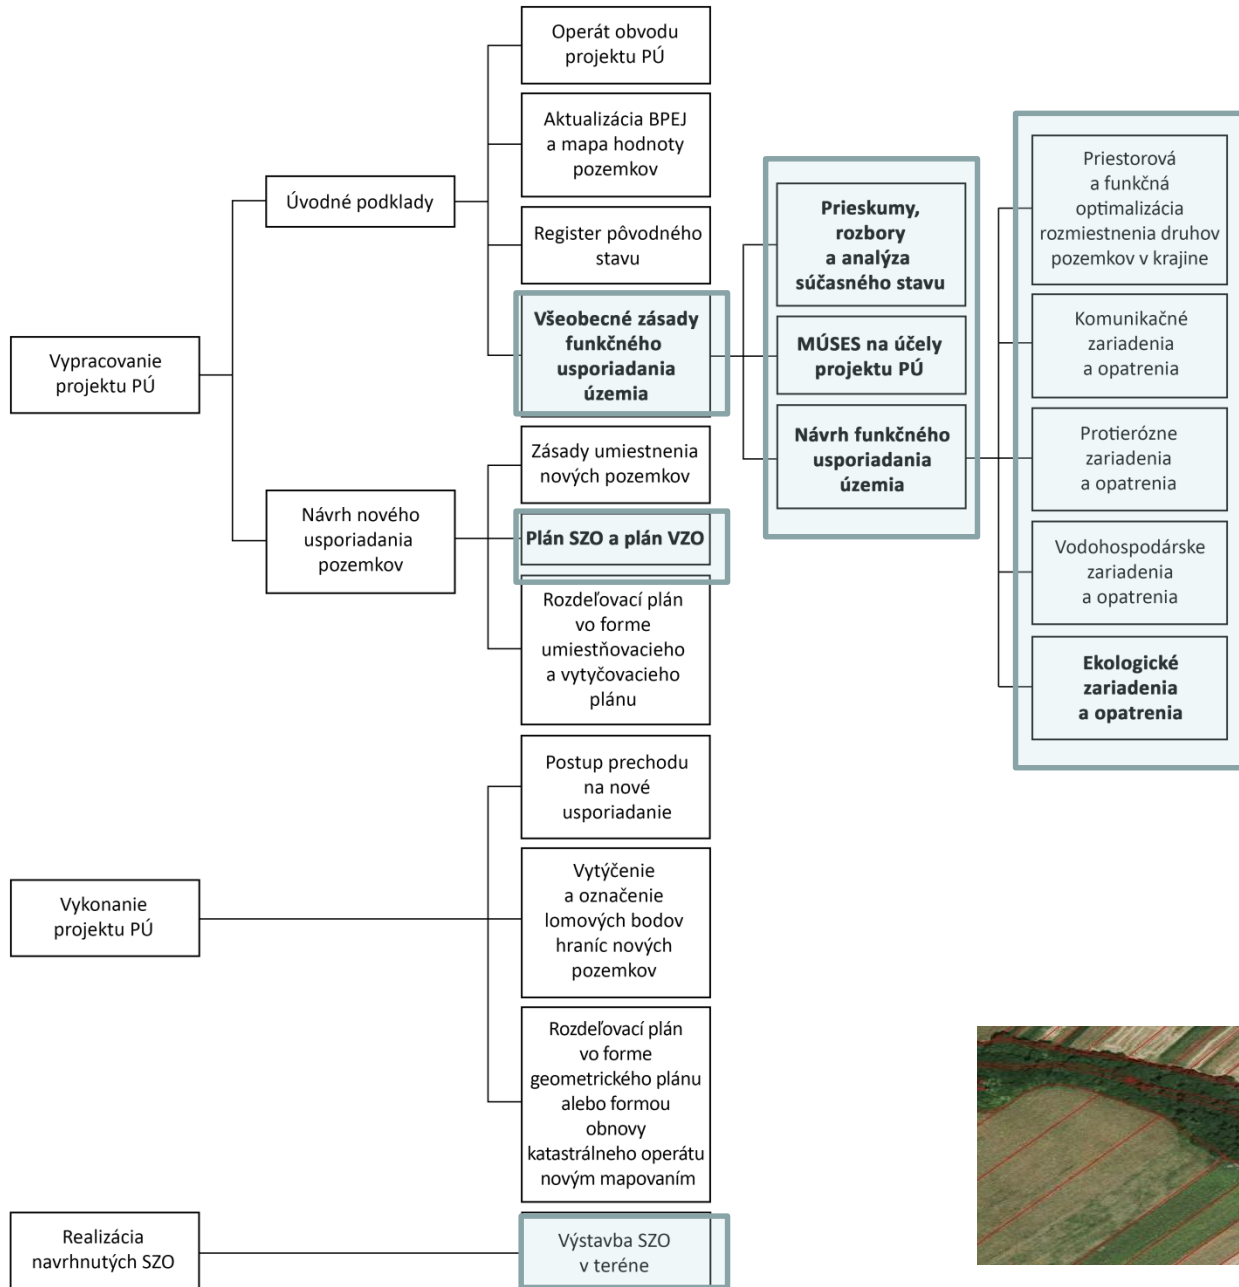 Vypracovanie
projektu PÚ
Úvodné podklady
Operát obvodu
projektu PÚ
Aktualizácia BPEJ
a mapa hodnoty
pozemkov
Register pôvodného
stavu
Všeobecné zásady
funkčného
usporiadania
územia
Prieskumy,
rozbory
a analýza
súčasného stavu
MÚSES na účely
projektu PÚ
Návrh funkčného
usporiadania
územia
Priestorová
a funkčná
optimalizácia
rozmiestnenia druhov
pozemkov v krajine
Komunikačné
zariadenia
a opatrenia
Protierózne
zariadenia
a opatrenia
Vodohospodárske
zariadenia
a opatrenia
Ekologické
zariadenia
a opatrenia
Návrh nového
usporiadania
pozemkov
Zásady umiestnenia
nových pozemkov
Plán SZO a plán VZO
Rozdeľovací plán
vo forme
umiestňovacieho
a vytyčovacieho
plánu
Vykonanie
projektu PÚ
Postup prechodu
na nové
usporiadanie
Vytýčenie
a označenie
lomových bodov
hraníc nových
pozemkov
Rozdeľovací plán
vo forme
geometrického plánu
alebo formou
obnovy
katastrálneho operátu
novým mapovaním
Realizácia
navrhnutých SZO
Výstavba SZO
v teréne